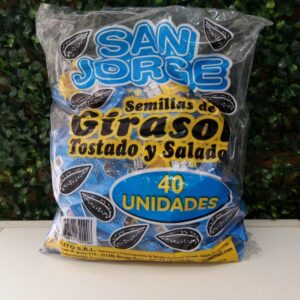 SAN
JORGE
Semillas de
Girasol
Tostado y Salado
40
UNIDADES
S.R.L.